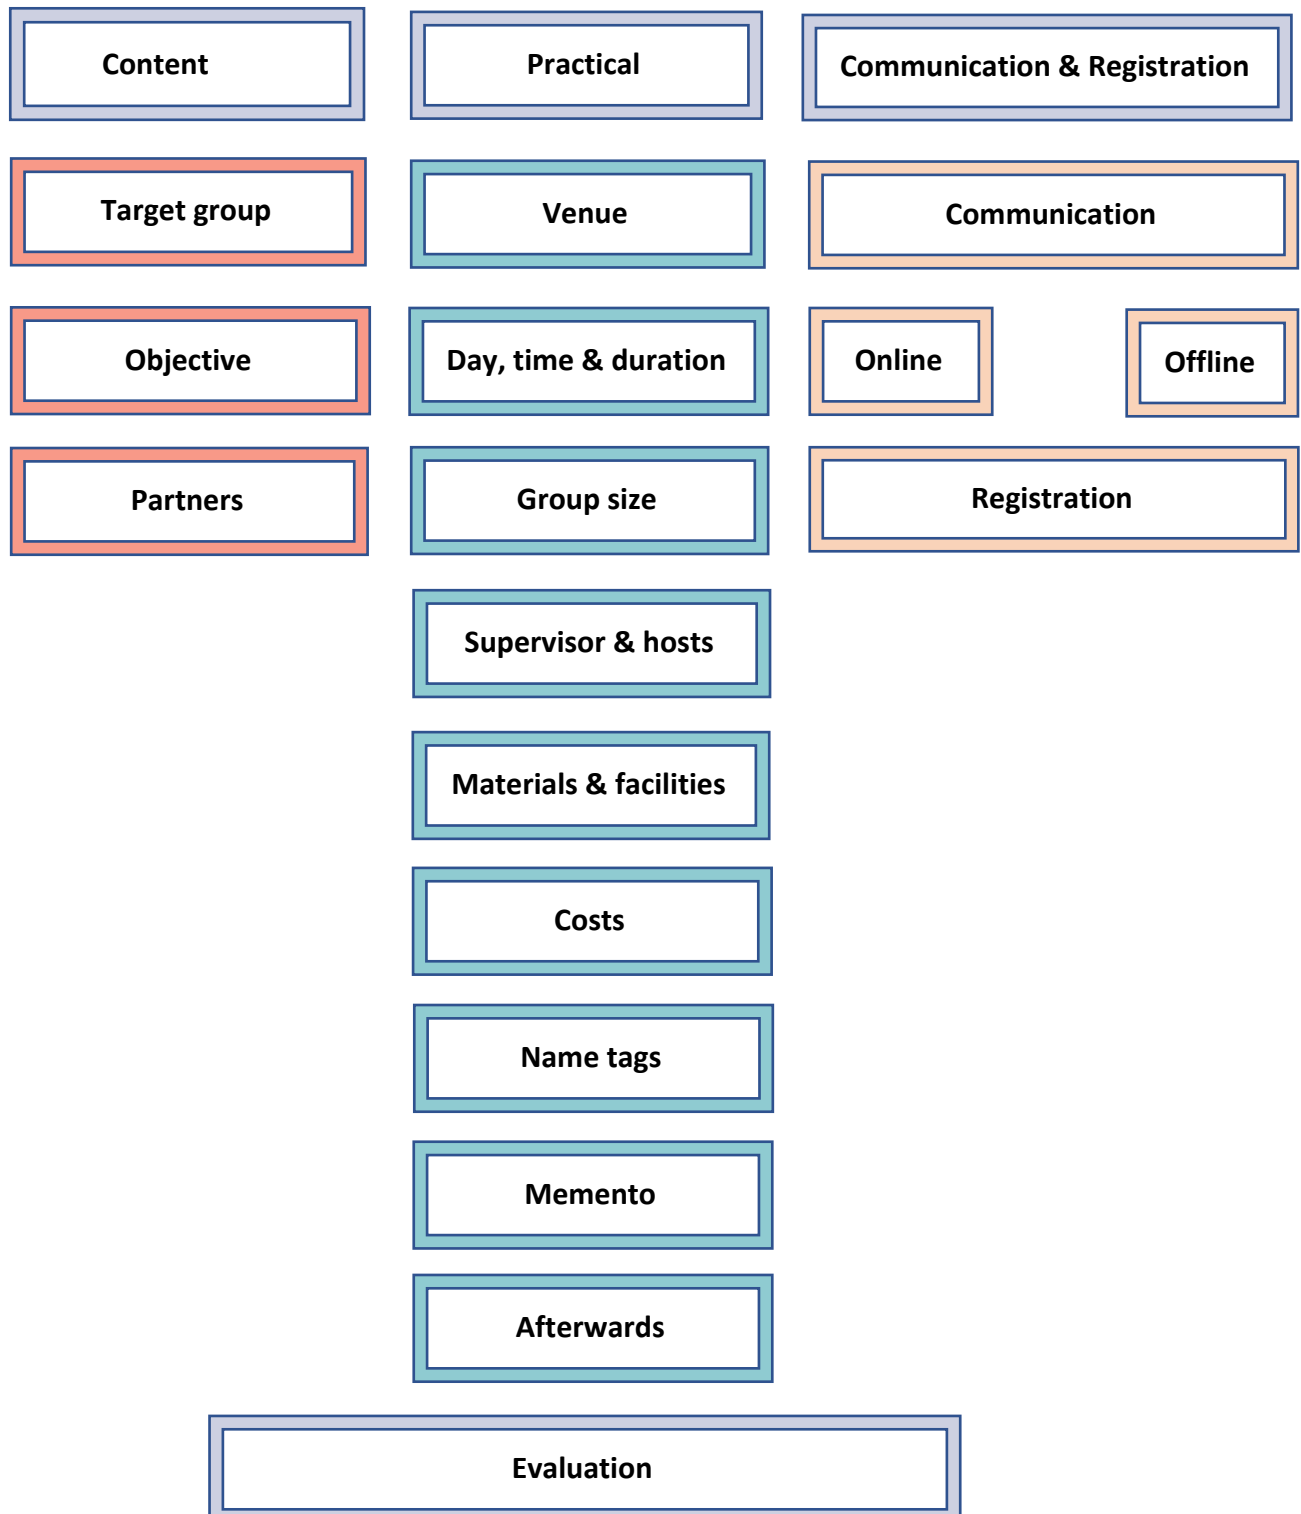 Content
Practical
Communication & Registration
Target group
Venue
Communication
Objective
Day, time & duration
Online
Offline
Partners
Group size
Registration
Supervisor & hosts
Materials & facilities
Costs
Name tags
Memento
Afterwards
Evaluation